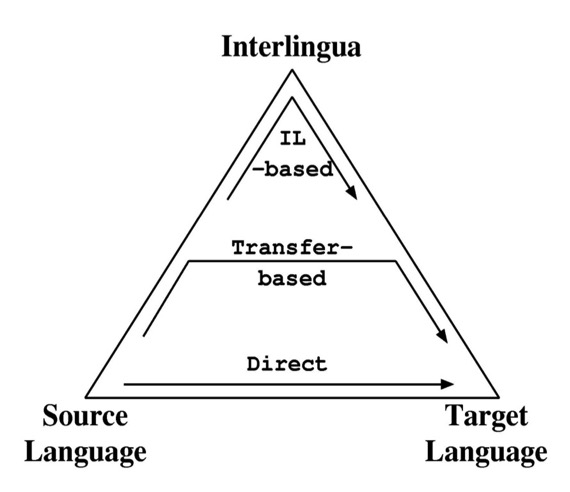 Interlingua
IL
-based
Transfer-
based
Direct
Source
Language
Target
Language